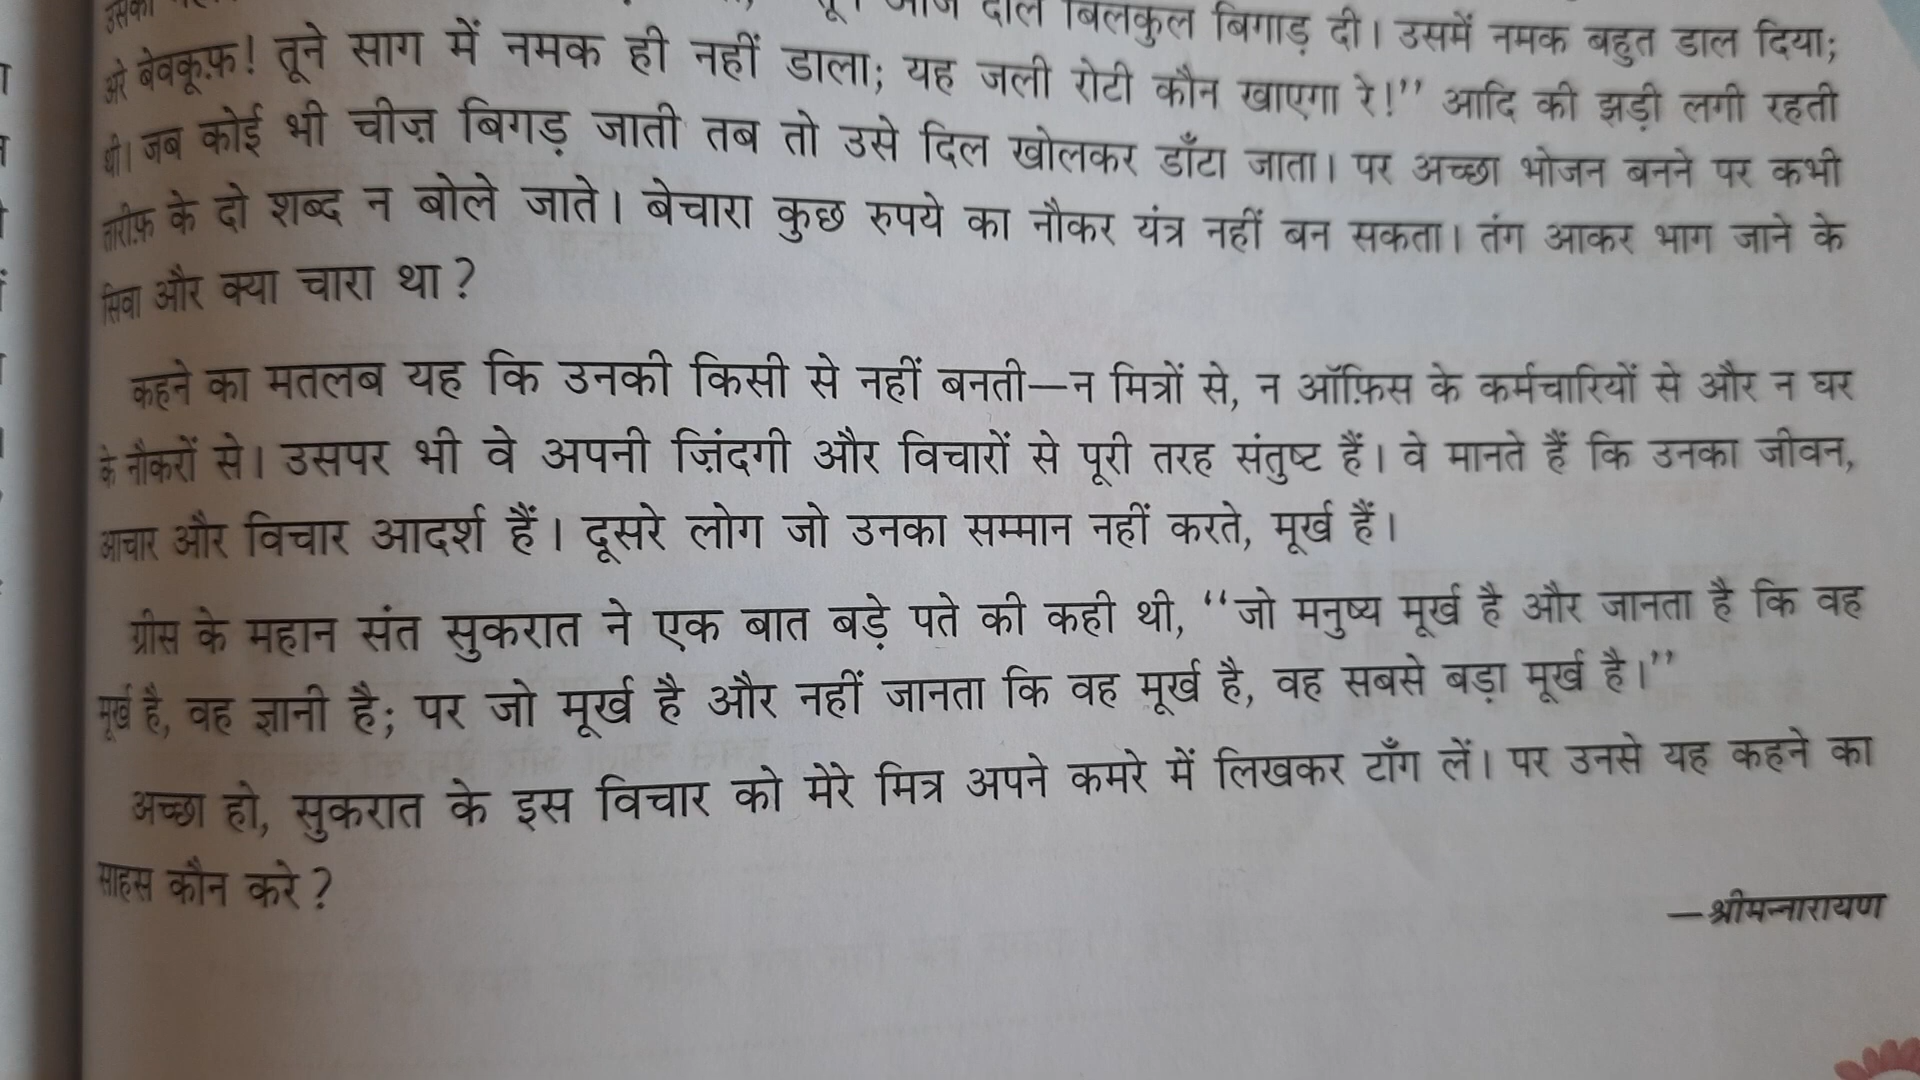 दाल बिलकुल बिगाड़ दी। उसमें नमक बहुत डाल दिया;
अरे बेवकूफ़! तूने साग में नमक ही नहीं डाला; यह जली रोटी कौन खाएगा रे!" आदि की झड़ी लगी रहती
थी। जब कोई भी चीज़ बिगड़ जाती तब तो उसे दिल खोलकर डाँटा जाता। पर अच्छा भोजन बनने पर कभी
तारीफ़ के दो शब्द न बोले जाते। बेचारा कुछ रुपये का नौकर यंत्र नहीं बन सकता। तंग आकर भाग जाने के
सिवा और क्या चारा था?
कहने का मतलब यह कि उनकी किसी से नहीं बनती—न मित्रों से, न ऑफ़िस के कर्मचारियों से और न घर
के नौकरों से। उसपर भी वे अपनी ज़िंदगी और विचारों से पूरी तरह संतुष्ट हैं। वे मानते हैं कि उनका जीवन,
आचार और विचार आदर्श हैं। दूसरे लोग जो उनका सम्मान नहीं करते, मूर्ख हैं।
ग्रीस के महान संत सुकरात ने एक बात बड़े पते की कही थी, "जो मनुष्य मूर्ख है और जानता है कि वह
मूर्ख है, वह ज्ञानी है; पर जो मूर्ख है और नहीं जानता कि वह मूर्ख है, वह सबसे बड़ा मूर्ख है।"
अच्छा हो, सुकरात के इस विचार को मेरे मित्र अपने कमरे में लिखकर टाँग लें। पर उनसे यह कहने का
साहस कौन करे?
—श्रीमन्नारायण